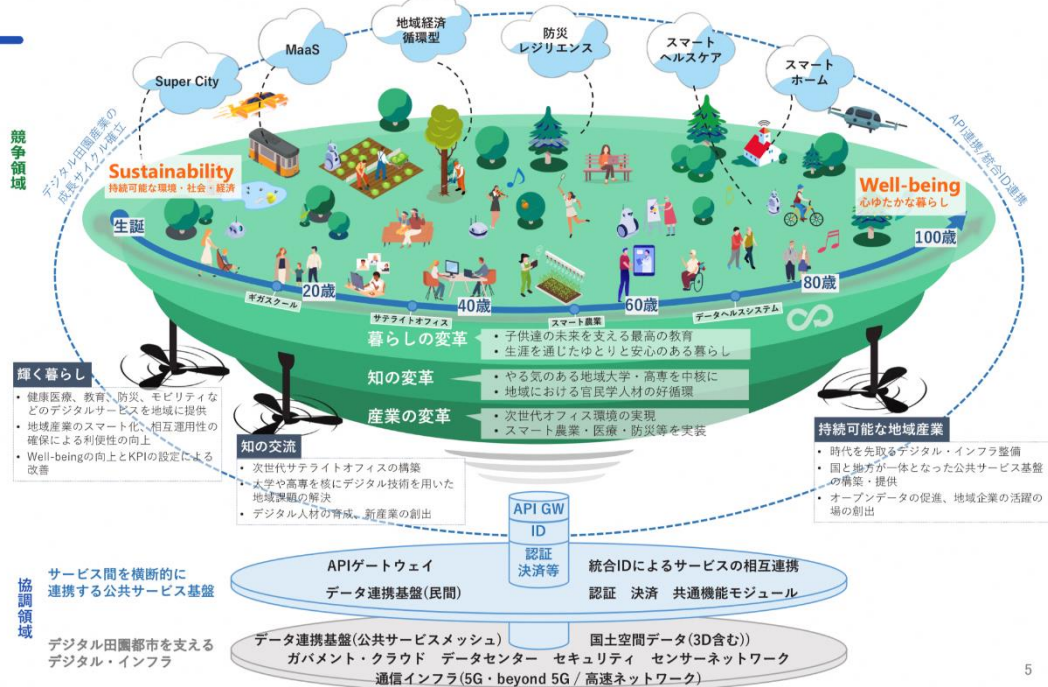 Super City
MaaS
地域経済
循環型
防災
レジリエンス
スマート
ヘルスケア
スマート
ホーム
競争領域
デジタル田園産業の
成長サイクル確立
API連携/統合ID連携
Sustainability
持続可能な環境・社会・経済
Well-being
心ゆたかな暮らし
生誕
20歳
40歳
60歳
80歳
100歳
ギガスクール
サテライトオフィス
スマート農業
データヘルスシステム
暮らしの変革
• 子供達の未来を支える最高の教育
• 生涯を通じたゆとりと安心のある暮らし
知の変革
• やる気のある地域大学・高専を中核に
• 地域における官民学人材の好循環
産業の変革
• 次世代オフィス環境の実現
• スマート農業・医療・防災等を実装
輝く暮らし
• 健康医療、教育、防災、モビリティな
どのデジタルサービスを地域に提供
• 地域産業のスマート化、相互運用性の
確保による利便性の向上
• Well-beingの向上とKPIの設定による
改善
知の交流
• 次世代サテライトオフィスの構築
• 大学や高専を核にデジタル技術を用いた
地域課題の解決
• デジタル人材の育成、新産業の創出
持続可能な地域産業
• 時代を先取るデジタル・インフラ整備
• 国と地方が一体となった公共サービス基盤
の構築・提供
• オープンデータの促進、地域企業の活躍の
場の創出
API GW
ID
認証
決済等
協調領域
サービス間を横断的に
連携する公共サービス基盤
APIゲートウェイ
統合IDによるサービスの相互連携
データ連携基盤(民間)
認証 決済 共通機能モジュール
デジタル田園都市を支える
デジタル・インフラ
データ連携基盤(公共サービスメッシュ)
国土空間データ(3D含む))
ガバメント・クラウド データセンター セキュリティ センサーネットワーク
通信インフラ(5G・beyond 5G / 高速ネットワーク)
5